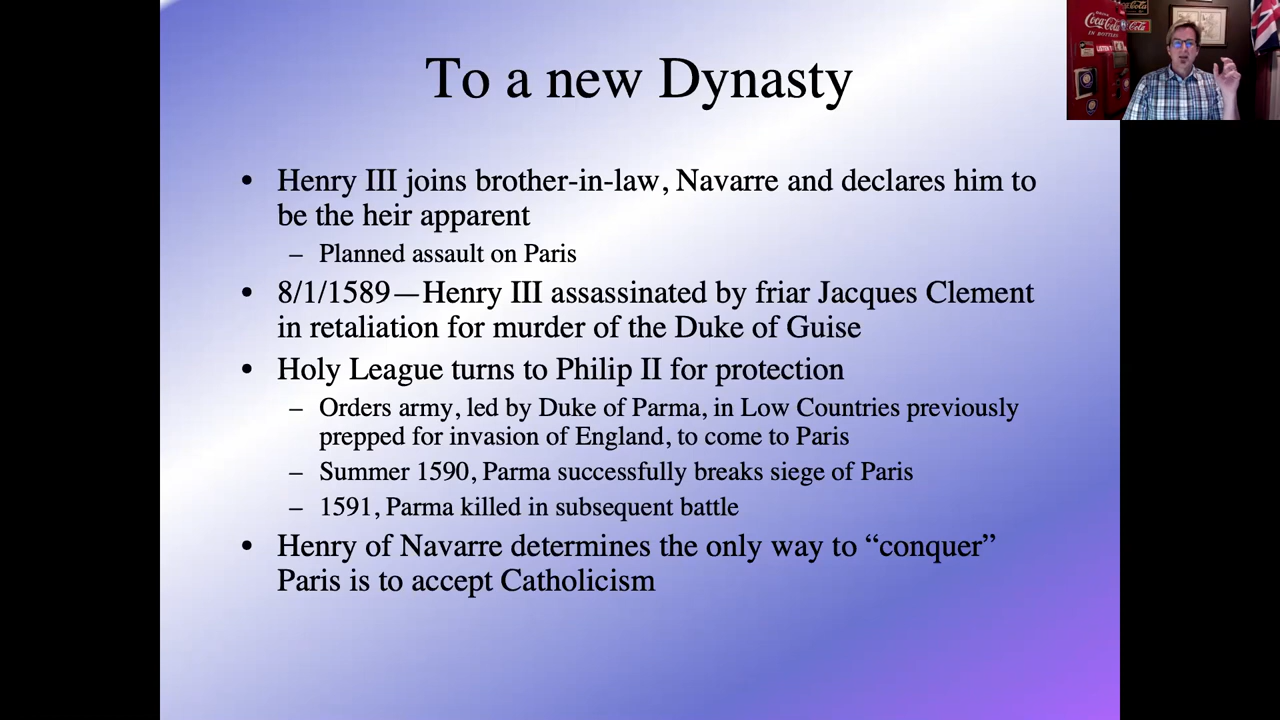 To a new Dynasty
• Henry III joins brother-in-law, Navarre and declares him to
be the heir apparent
– Planned assault on Paris
• 8/1/1589—Henry III assassinated by friar Jacques Clement
in retaliation for murder of the Duke of Guise
• Holy League turns to Philip II for protection
– Orders army, led by Duke of Parma, in Low Countries previously
prepped for invasion of England, to come to Paris
– Summer 1590, Parma successfully breaks siege of Paris
– 1591, Parma killed in subsequent battle
• Henry of Navarre determines the only way to “conquer”
Paris is to accept Catholicism
Coca-Cola
IN BOTTLES